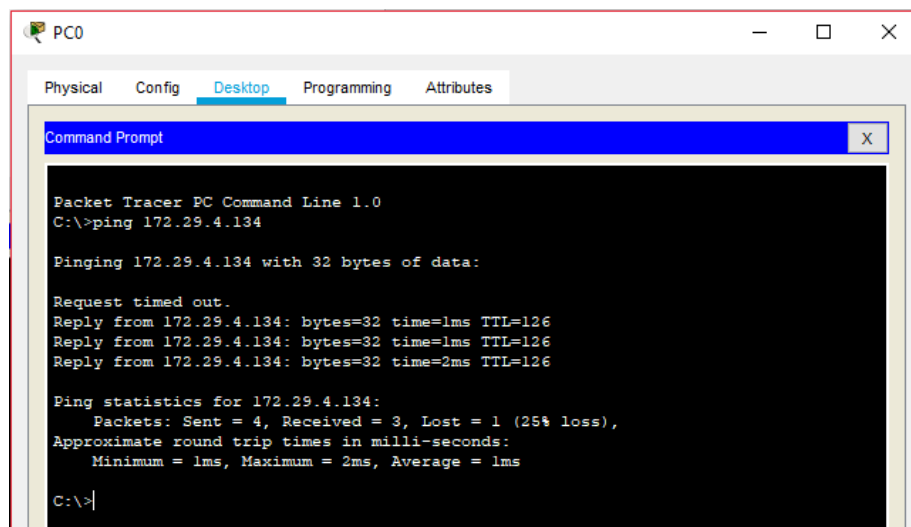 PC0
Physical Config Desktop Programming Attributes
Command Prompt
X
Packet Tracer PC Command Line 1.0
C:\>ping 172.29.4.134
Pinging 172.29.4.134 with 32 bytes of data:
Request timed out.
Reply from 172.29.4.134: bytes=32 time=1ms TTL=126
Reply from 172.29.4.134: bytes=32 time=1ms TTL=126
Reply from 172.29.4.134: bytes=32 time=2ms TTL=126
Ping statistics for 172.29.4.134:
Packets: Sent = 4, Received = 3, Lost = 1 (25% loss),
Approximate round trip times in milli-seconds:
Minimum = 1ms, Maximum = 2ms, Average = 1ms
C:\>